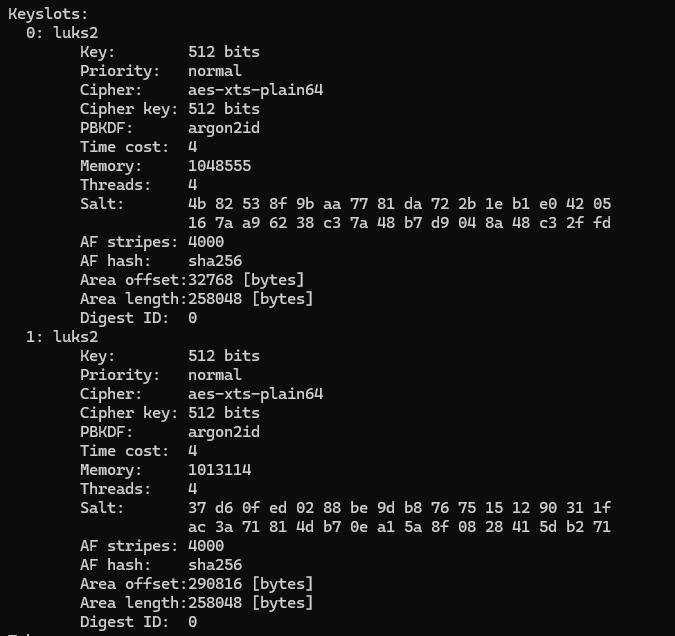 Keyslots:
  0: luks2
        Key:        512 bits
        Priority:   normal
        Cipher:     aes-xts-plain64
        Cipher key: 512 bits
        PBKDF:      argon2id
        Time cost:  4
        Memory:     1048555
        Threads:    4
        Salt:       4b 82 53 8f 9b aa 77 81 da 72 2b 1e b1 e0 42 05
                    16 7a a9 62 38 c3 7a 48 b7 d9 04 8a 48 c3 2f fd
        AF stripes: 4000
        AF hash:    sha256
        Area offset:32768 [bytes]
        Area length:258048 [bytes]
        Digest ID:  0
  1: luks2
        Key:        512 bits
        Priority:   normal
        Cipher:     aes-xts-plain64
        Cipher key: 512 bits
        PBKDF:      argon2id
        Time cost:  4
        Memory:     1013114
        Threads:    4
        Salt:       37 d6 0f ed 02 88 be 9d b8 76 75 15 12 90 31 1f
                    ac 3a 71 81 4d b7 0e a1 5a 8f 08 28 41 5d b2 71
        AF stripes: 4000
        AF hash:    sha256
        Area offset:290816 [bytes]
        Area length:258048 [bytes]
        Digest ID:  0